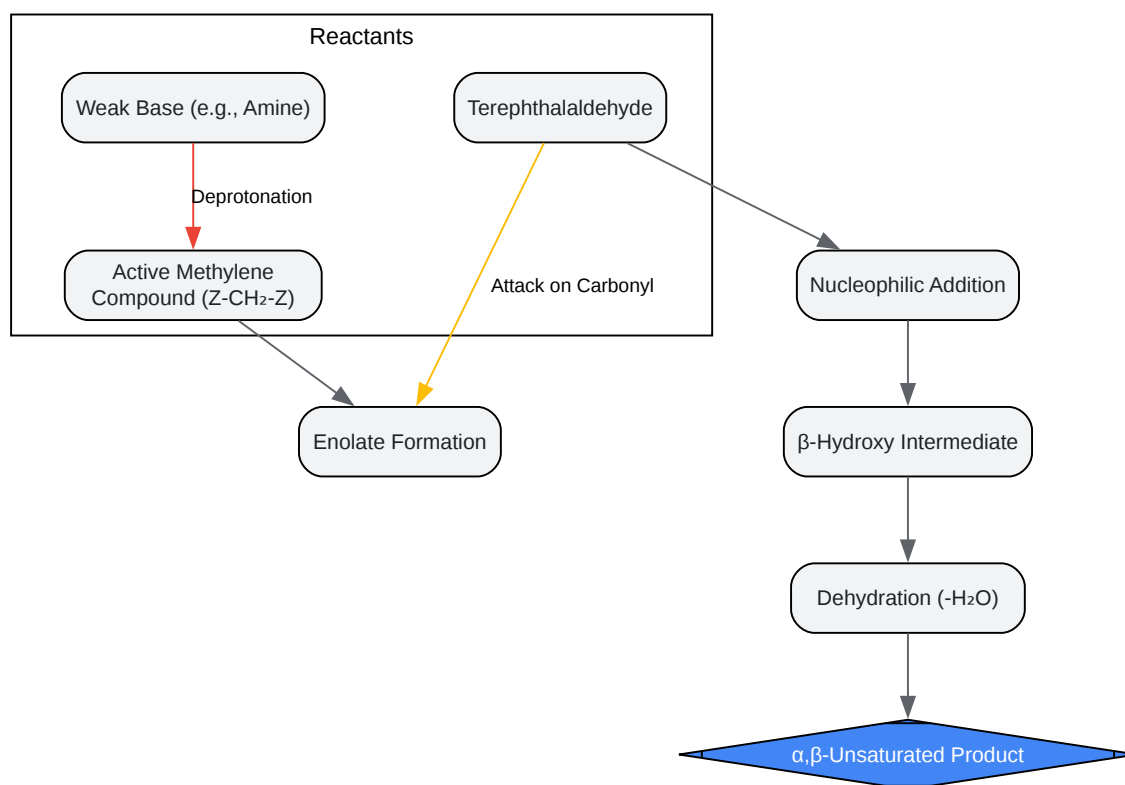 Reactants
Weak Base (e.g., Amine)
Terephthalaldehyde
Deprotonation
Active Methylene
Compound (Z-CH₂-Z)
Attack on Carbonyl
Nucleophilic Addition
Enolate Formation
β-Hydroxy Intermediate
Dehydration (-H₂O)
α,β-Unsaturated Product